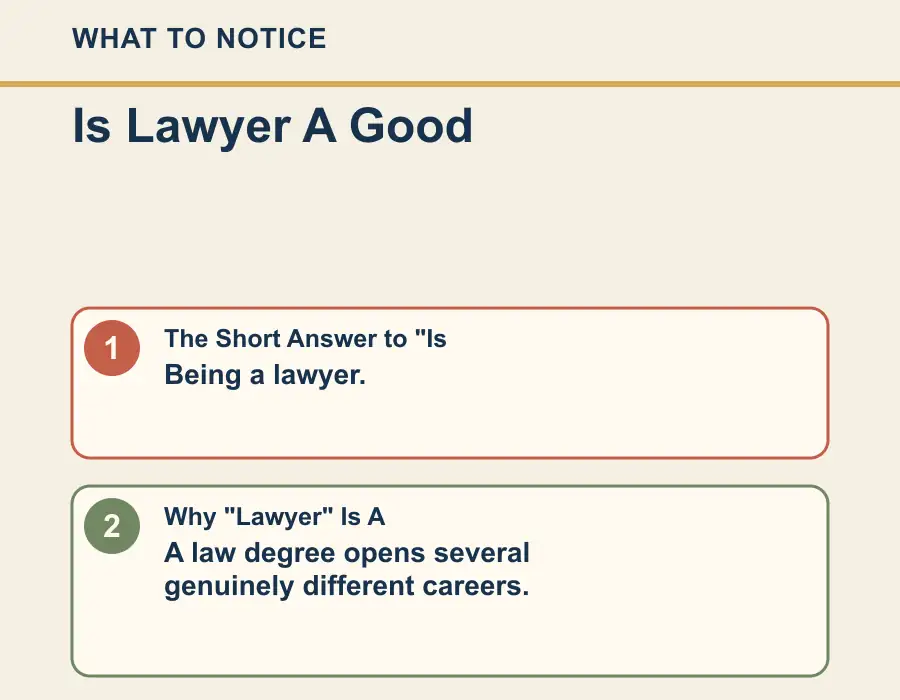 WHAT TO NOTICE
Is Lawyer A Good
1
The Short Answer to "Is
Being a lawyer.
2
Why "Lawyer" Is A
A law degree opens several
genuinely different careers.